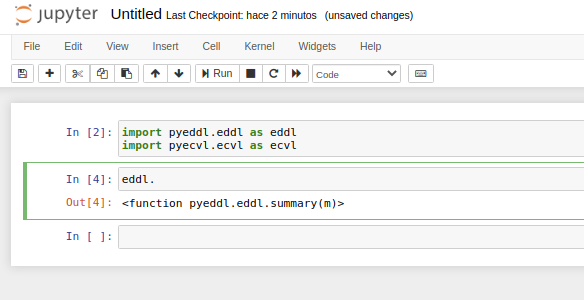 jupyter Untitled Last Checkpoint: hace 2 minutos (unsaved changes)
File Edit View Insert Cell Kernel Widgets Help
Run Code
In [2]: import pyeddl.eddl as eddl
import pyecvl.ecvl as ecvl
In [4]: eddl.
Out[4]: <function pyeddl.eddl.summary(m)>
In [ ]: